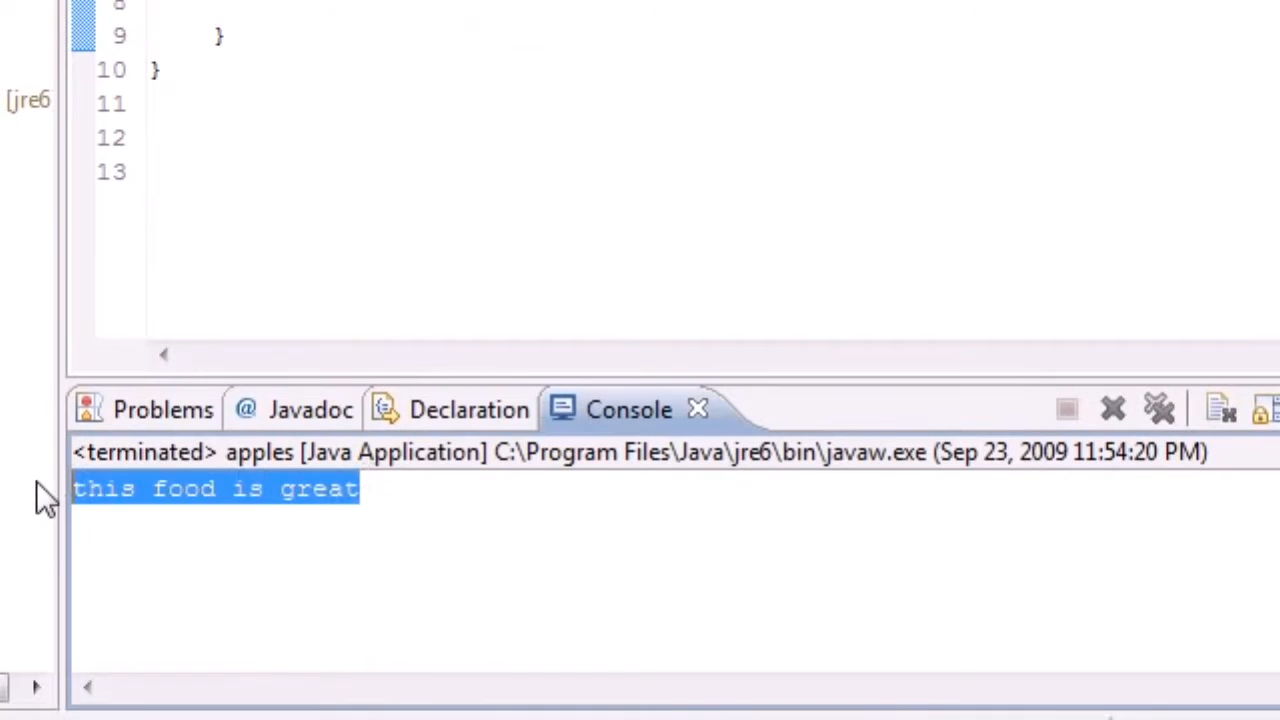 8
9 }
10 }
[jre6
11
12
13
Problems @ Javadoc Declaration Console
<terminated> apples [Java Application] C:\Program Files\Java\jre6\bin\javaw.exe (Sep 23, 2009 11:54:20 PM)
this food is great